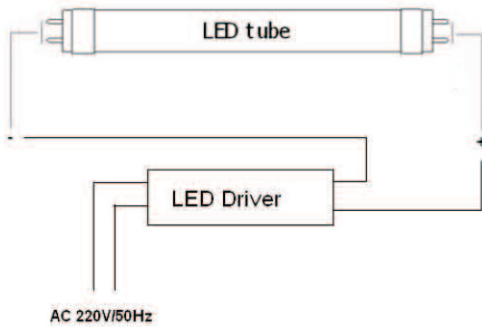 LED tube
-
+
LED Driver
AC 220V/50Hz